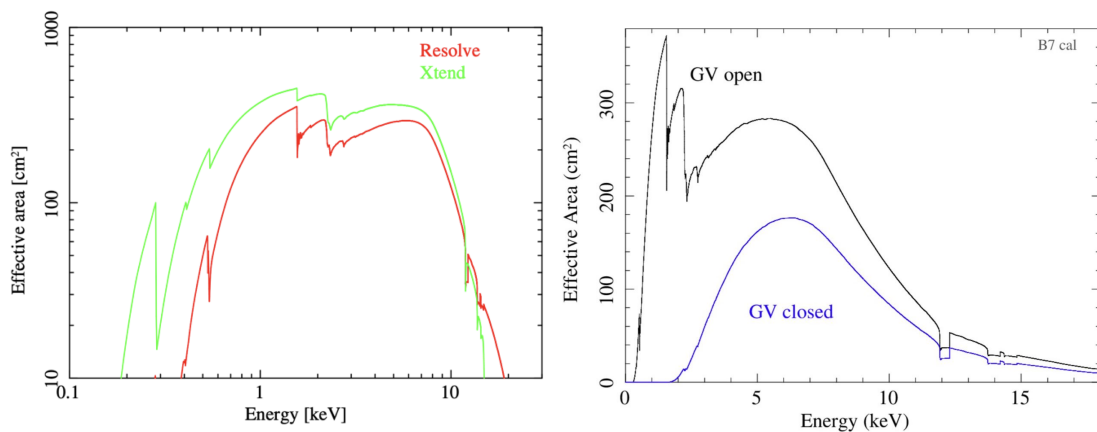 1000
100
10
Effective area [cm²]
Resolve
Xtend
0.1
1
10
Energy [keV]
B7 cal
GV open
GV closed
300
200
100
0
Effective Area (cm²)
0
5
10
15
Energy (keV)